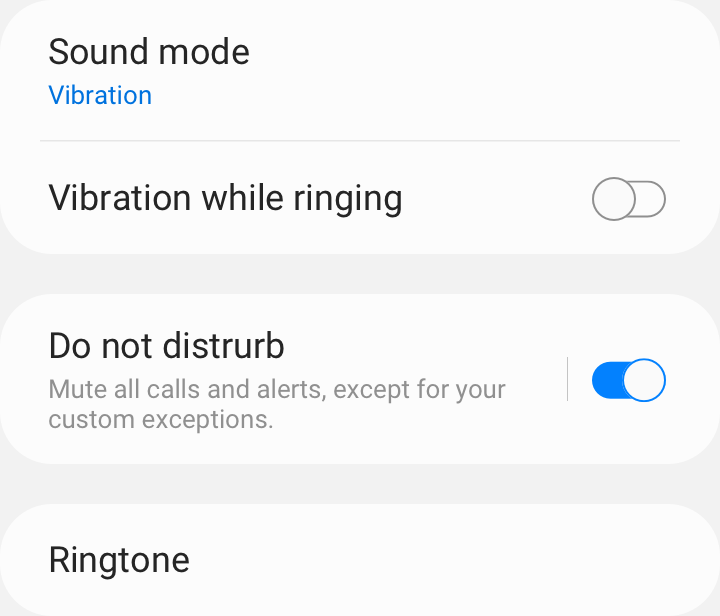 Sound mode
Vibration
Vibration while ringing
Do not distrurb
Mute all calls and alerts, except for your
custom exceptions.
Ringtone